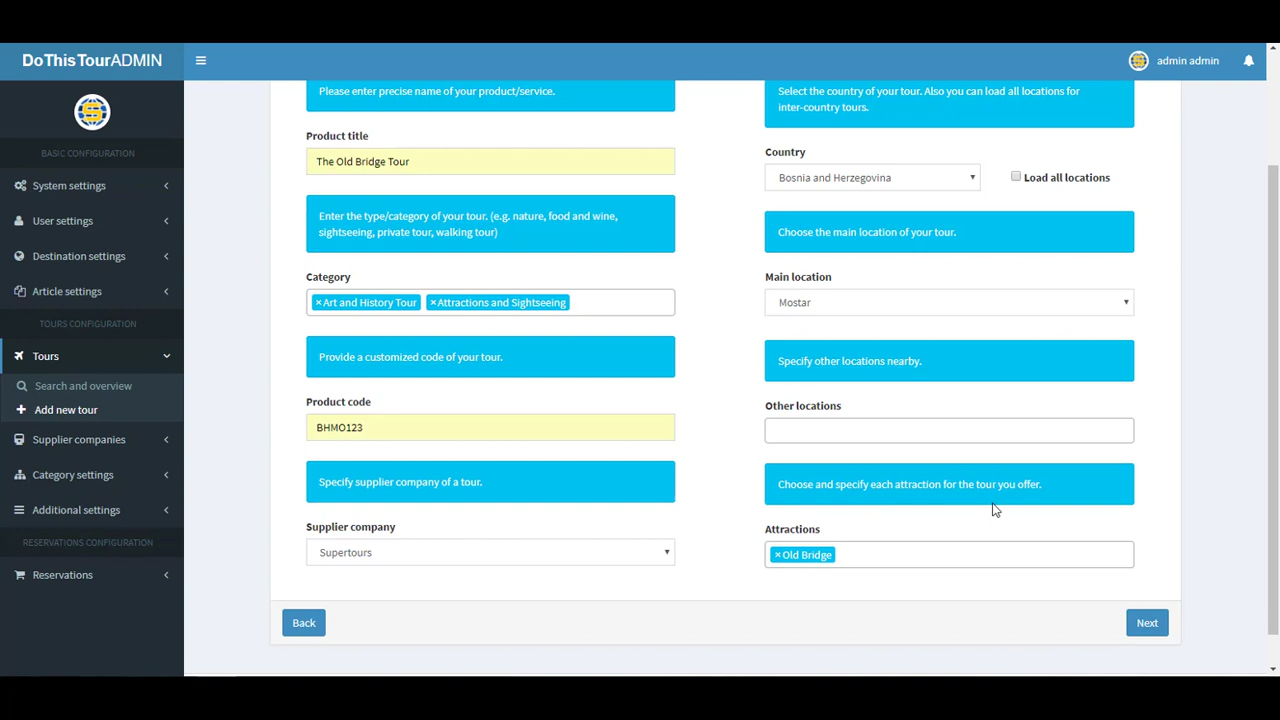 DoThisTourADMIN
admin admin
BASIC CONFIGURATION
System settings
User settings
Destination settings
Article settings
TOURS CONFIGURATION
Tours
Search and overview
Add new tour
Supplier companies
Category settings
Additional settings
RESERVATIONS CONFIGURATION
Reservations
Please enter precise name of your product/service.
Product title
The Old Bridge Tour
Enter the type/category of your tour. (e.g. nature, food and wine,
sightseeing, private tour, walking tour)
Category
×Art and History Tour ×Attractions and Sightseeing
Provide a customized code of your tour.
Product code
BHMO123
Specify supplier company of a tour.
Supplier company
Supertours
Select the country of your tour. Also you can load all locations for
inter-country tours.
Country
Bosnia and Herzegovina
Load all locations
Choose the main location of your tour.
Main location
Mostar
Specify other locations nearby.
Other locations
Choose and specify each attraction for the tour you offer.
Attractions
×Old Bridge
Back
Next